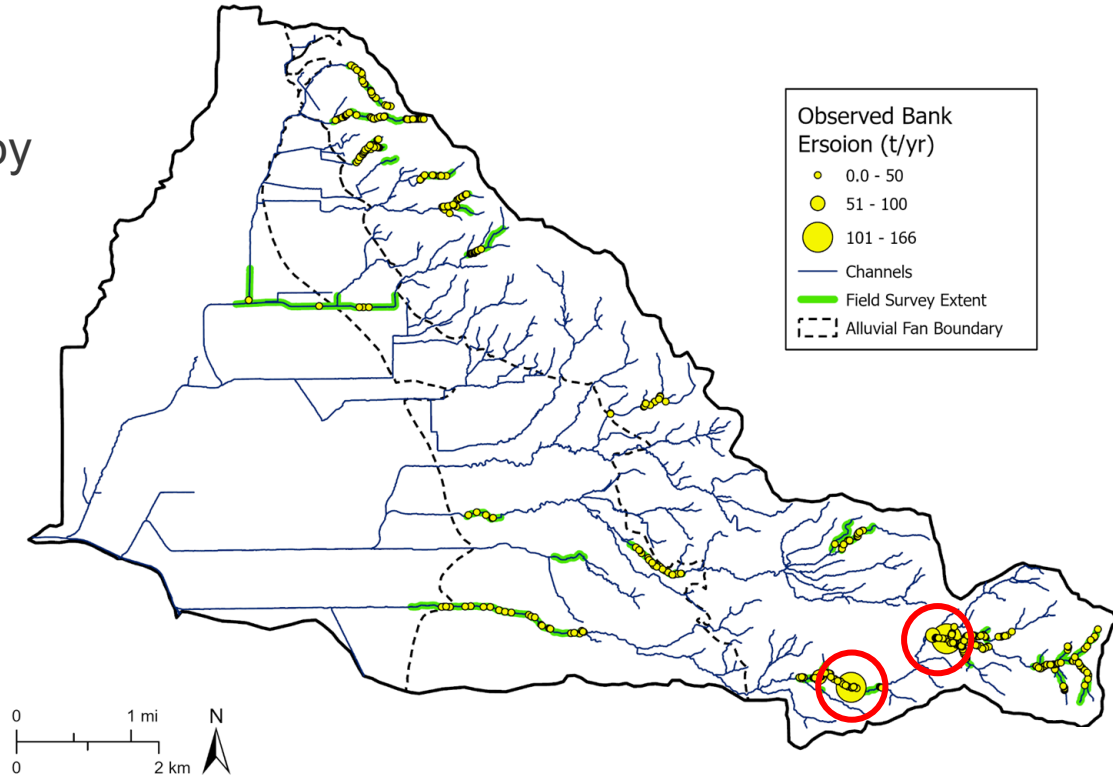 by
Observed Bank
Ersoion (t/yr)
0.0 - 50
51 - 100
101 - 166
Channels
Field Survey Extent
Alluvial Fan Boundary
0 1 mi
0 2 km
N